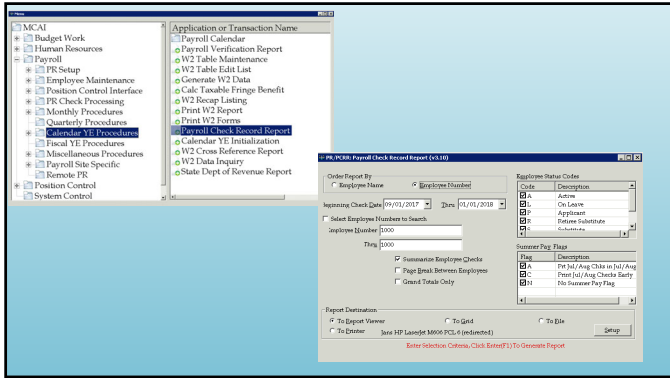 Menu
MCAI
Budget Work
Human Resources
Payroll
PR Setup
Employee Maintenance
Position Control Interface
PR Check Processing
Monthly Procedures
Quarterly Procedures
Calendar YE Procedures
Fiscal YE Procedures
Miscellaneous Procedures
Payroll Site Specific
Remote PR
Position Control
System Control
Application or Transaction Name
Payroll Calendar
Payroll Verification Report
W2 Table Maintenance
W2 Table Edit List
Generate W2 Data
Calc Taxable Fringe Benefit
W2 Recap Listing
Print W2 Report
Print W2 Forms
Payroll Check Record Report
Calendar YE Initialization
W2 Cross Reference Report
W2 Data Inquiry
State Dept of Revenue Report
PR/PCRR: Payroll Check Record Report (v3.10)
Order Report By
Employee Name
Employee Number
Beginning Check Date 09/01/2017 Thru 01/01/2018
Select Employee Numbers to Search
Employee Number 1000
Thru 1000
Summarize Employee Checks
Page Break Between Employees
Grand Totals Only
Employee Status Codes
Code Description
A Active
L On Leave
P Applicant
R Retiree Substitute
S Substitute
Summer Pay Flags
Flag Description
A Prt Jul/Aug Chks in Jul/Aug
C Print Jul/Aug Checks Early
N No Summer Pay Flag
Report Destination
To Report Viewer
To Grid
To File
To Printer
Jans HP LaserJet M606 PCL 6 (redirected)
Setup
Enter Selection Criteria, Click Enter(F1) To Generate Report